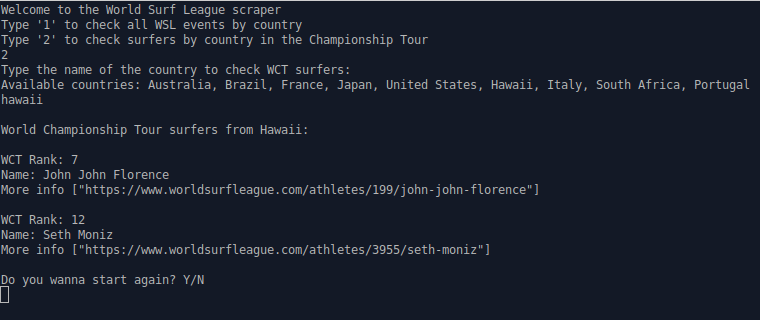 Welcome to the World Surf League scraper
Type '1' to check all WSL events by country
Type '2' to check surfers by country in the Championship Tour
2
Type the name of the country to check WCT surfers:
Available countries: Australia, Brazil, France, Japan, United States, Hawaii, Italy, South Africa, Portugal
hawaii
World Championship Tour surfers from Hawaii:
WCT Rank: 7
Name: John John Florence
More info ["https://www.worldsurfleague.com/athletes/199/john-john-florence"]
WCT Rank: 12
Name: Seth Moniz
More info ["https://www.worldsurfleague.com/athletes/3955/seth-moniz"]
Do you wanna start again? Y/N